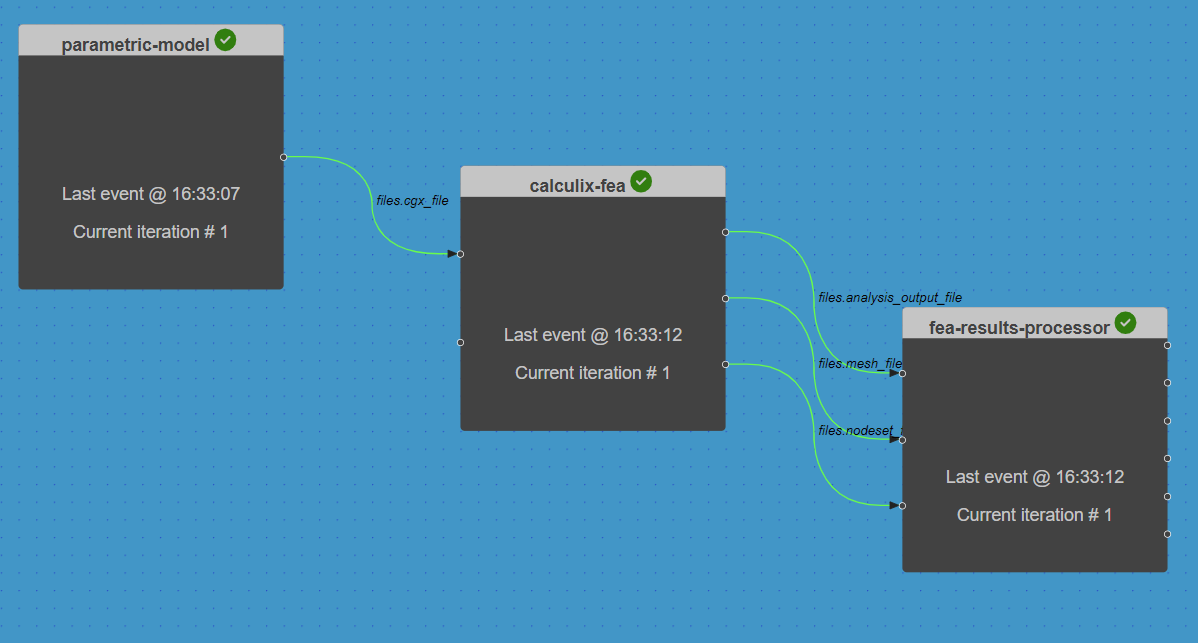 parametric-model
Last event @ 16:33:07
Current iteration # 1
files.cgx_file
calculix-fea
Last event @ 16:33:12
Current iteration # 1
files.analysis_output_file
files.mesh_file
files.nodeset_
fea-results-processor
Last event @ 16:33:12
Current iteration # 1